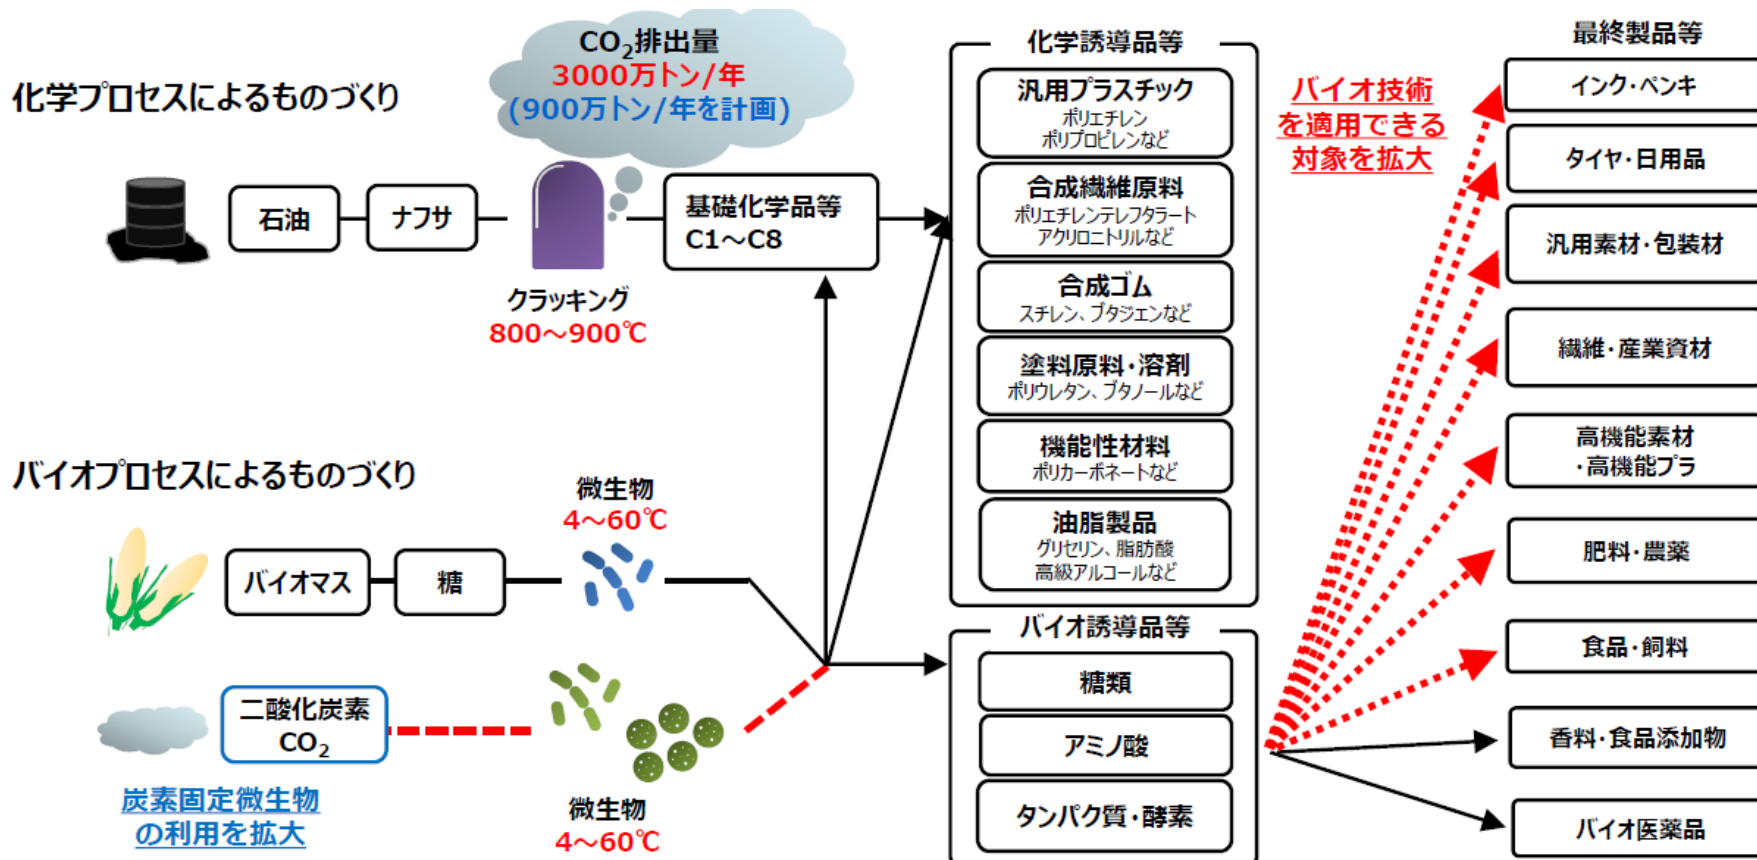 化学プロセスによるものづくり
CO2排出量
3000万トン/年
(900万トン/年を計画)
石油
ナフサ
クラッキング
800～900℃
基礎化学品等
C1～C8
バイオプロセスによるものづくり
バイオマス
糖
微生物
4～60℃
二酸化炭素
CO2
炭素固定微生物
の利用を拡大
微生物
4～60℃
化学誘導品等
汎用プラスチック
ポリエチレン
ポリプロピレンなど
合成繊維原料
ポリエチレンテレフタラート
アクリロニトリルなど
合成ゴム
スチレン、ブタジエンなど
塗料原料・溶剤
ポリウレタン、ブタノールなど
機能性材料
ポリカーボネートなど
油脂製品
グリセリン、脂肪酸
高級アルコールなど
バイオ誘導品等
糖類
アミノ酸
タンパク質・酵素
バイオ技術
を適用できる
対象を拡大
最終製品等
インク・ペンキ
タイヤ・日用品
汎用素材・包装材
繊維・産業資材
高機能素材
・高機能プラ
肥料・農薬
食品・飼料
香料・食品添加物
バイオ医薬品